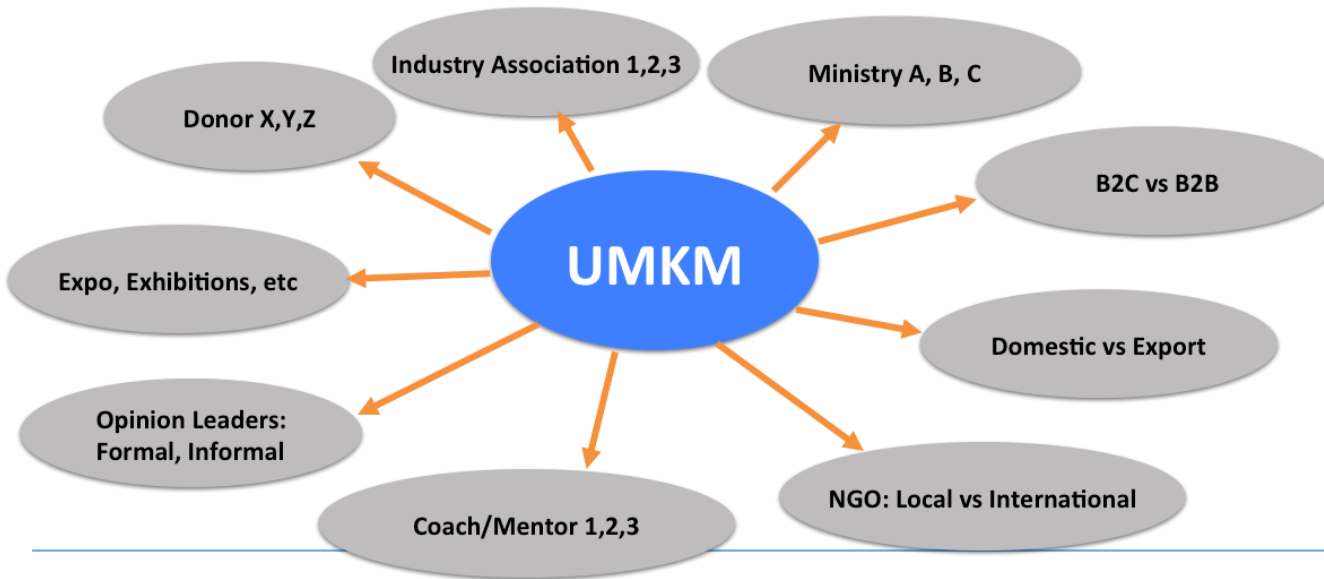 Industry Association 1,2,3
Ministry A, B, C
Donor X,Y,Z
B2C vs B2B
UMKM
Expo, Exhibitions, etc
Domestic vs Export
Opinion Leaders:
Formal, Informal
NGO: Local vs International
Coach/Mentor 1,2,3